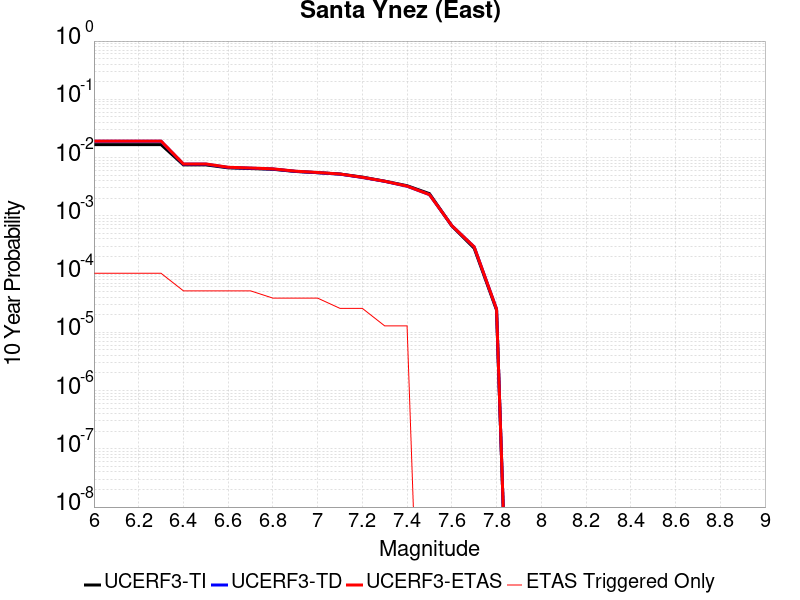 Santa Ynez (East)
10^0
10^-1
10^-2
10^-3
10^-4
10^-5
10^-6
10^-7
10^-8
10 Year Probability
6 6.2 6.4 6.6 6.8 7 7.2 7.4 7.6 7.8 8 8.2 8.4 8.6 8.8 9
Magnitude
UCERF3-TI UCERF3-TD UCERF3-ETAS ETAS Triggered Only